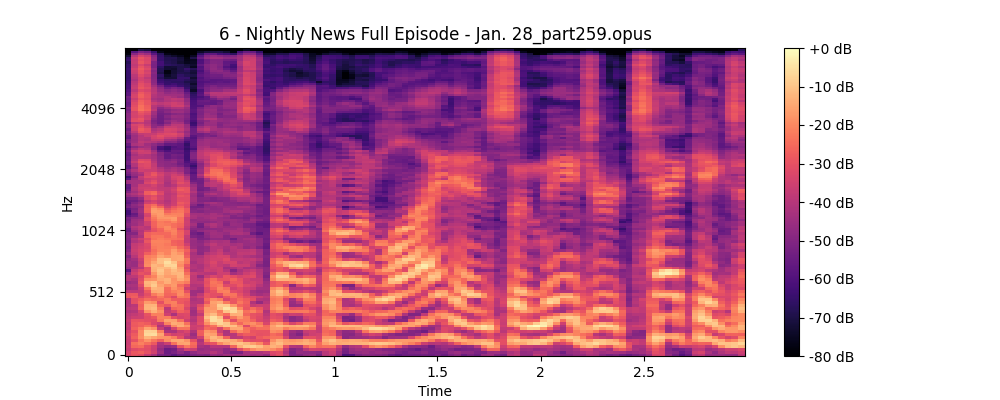 6 - Nightly News Full Episode - Jan. 28_part259.opus
Hz
4096
2048
1024
512
0
0
0.5
1
1.5
2
2.5
Time
+0 dB
-10 dB
-20 dB
-30 dB
-40 dB
-50 dB
-60 dB
-70 dB
-80 dB